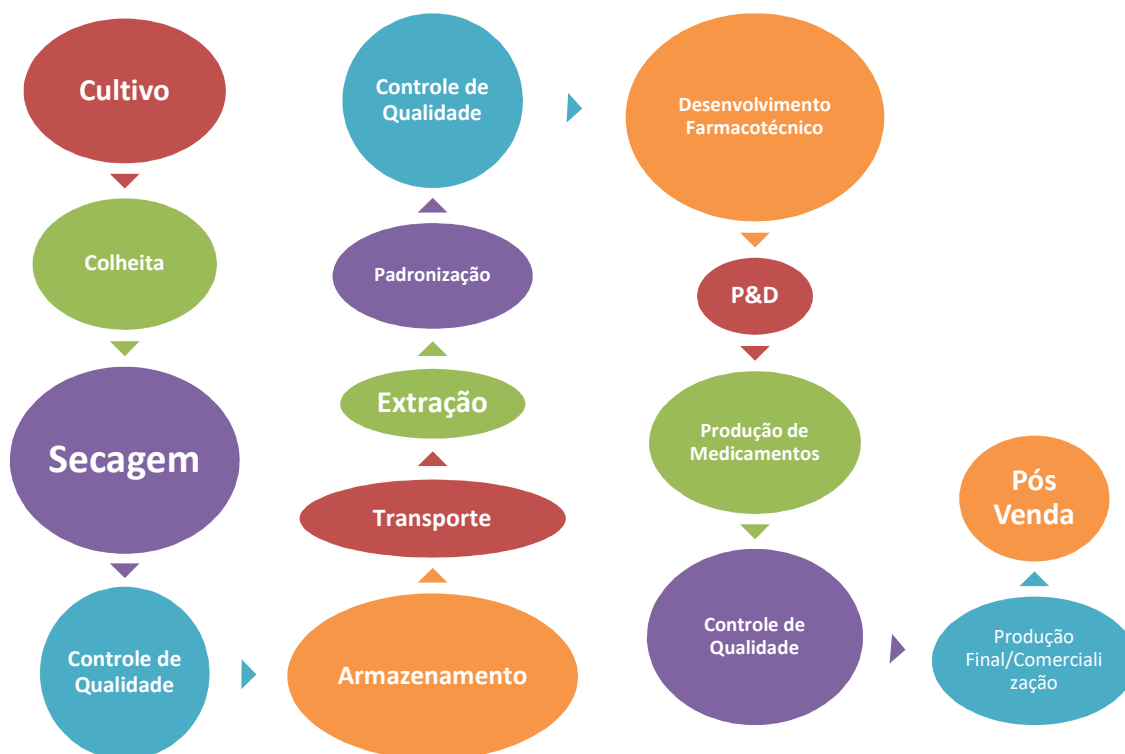 Cultivo
Colheita
Secagem
Controle de
Qualidade
Armazenamento
Transporte
Extração
Padronização
Controle de
Qualidade
Desenvolvimento
Farmacotécnico
P&D
Produção de
Medicamentos
Controle de
Qualidade
Produção
Final/Comerciali
zação
Pós
Venda